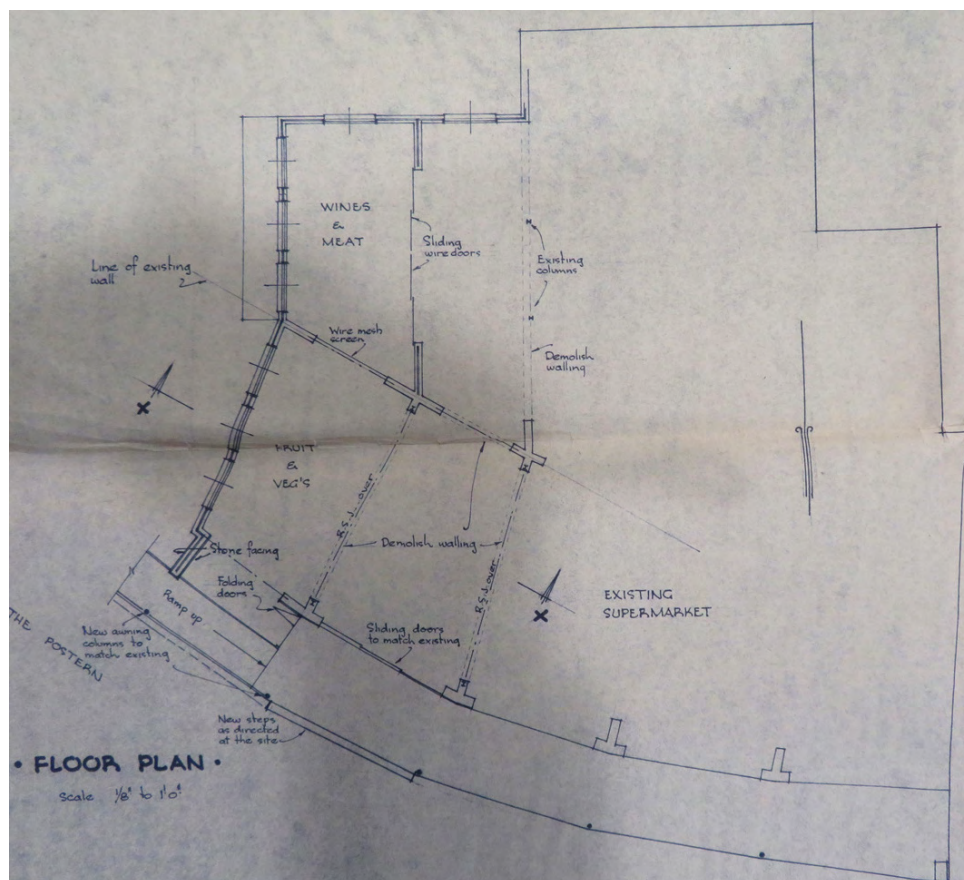 WINES
&
MEAT
Sliding
wire doors
Existing
columns
Line of existing
wall
Wire mesh
screen
Demolish
walling
X
FRUIT
&
VEG'S
R.S.J. over
Demolish walling
R.S.J. over
Stone facing
Folding
doors
Ramp up
EXISTING
SUPERMARKET
X
Sliding doors
to match existing
New awning
columns to
match existing
THE POSTERN
New steps
as directed
at the site
• FLOOR PLAN •
Scale 1/8" to 1'0"